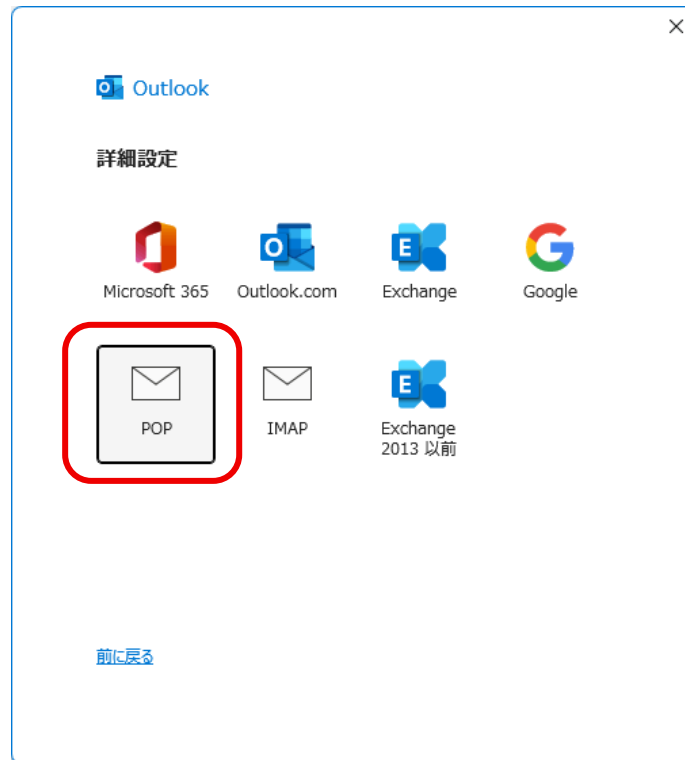 Outlook
詳細設定
Microsoft 365
Outlook.com
Exchange
Google
POP
IMAP
Exchange
2013 以前
前に戻る